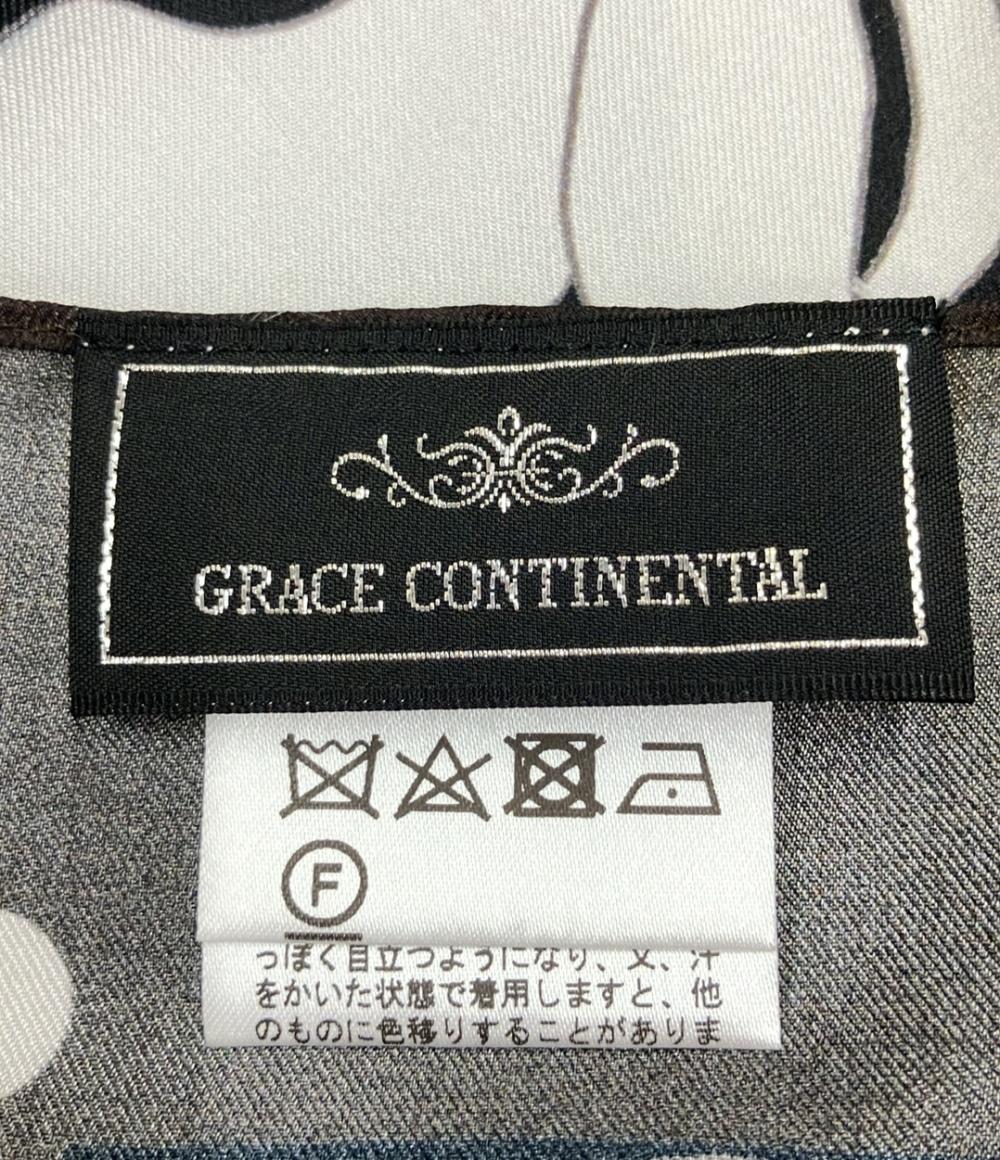 GRACE CONTINENTAL
F
っぽく目立つようになり、又、汗
をかいた状態で着用しますと、他
のものに色移りすることがありま